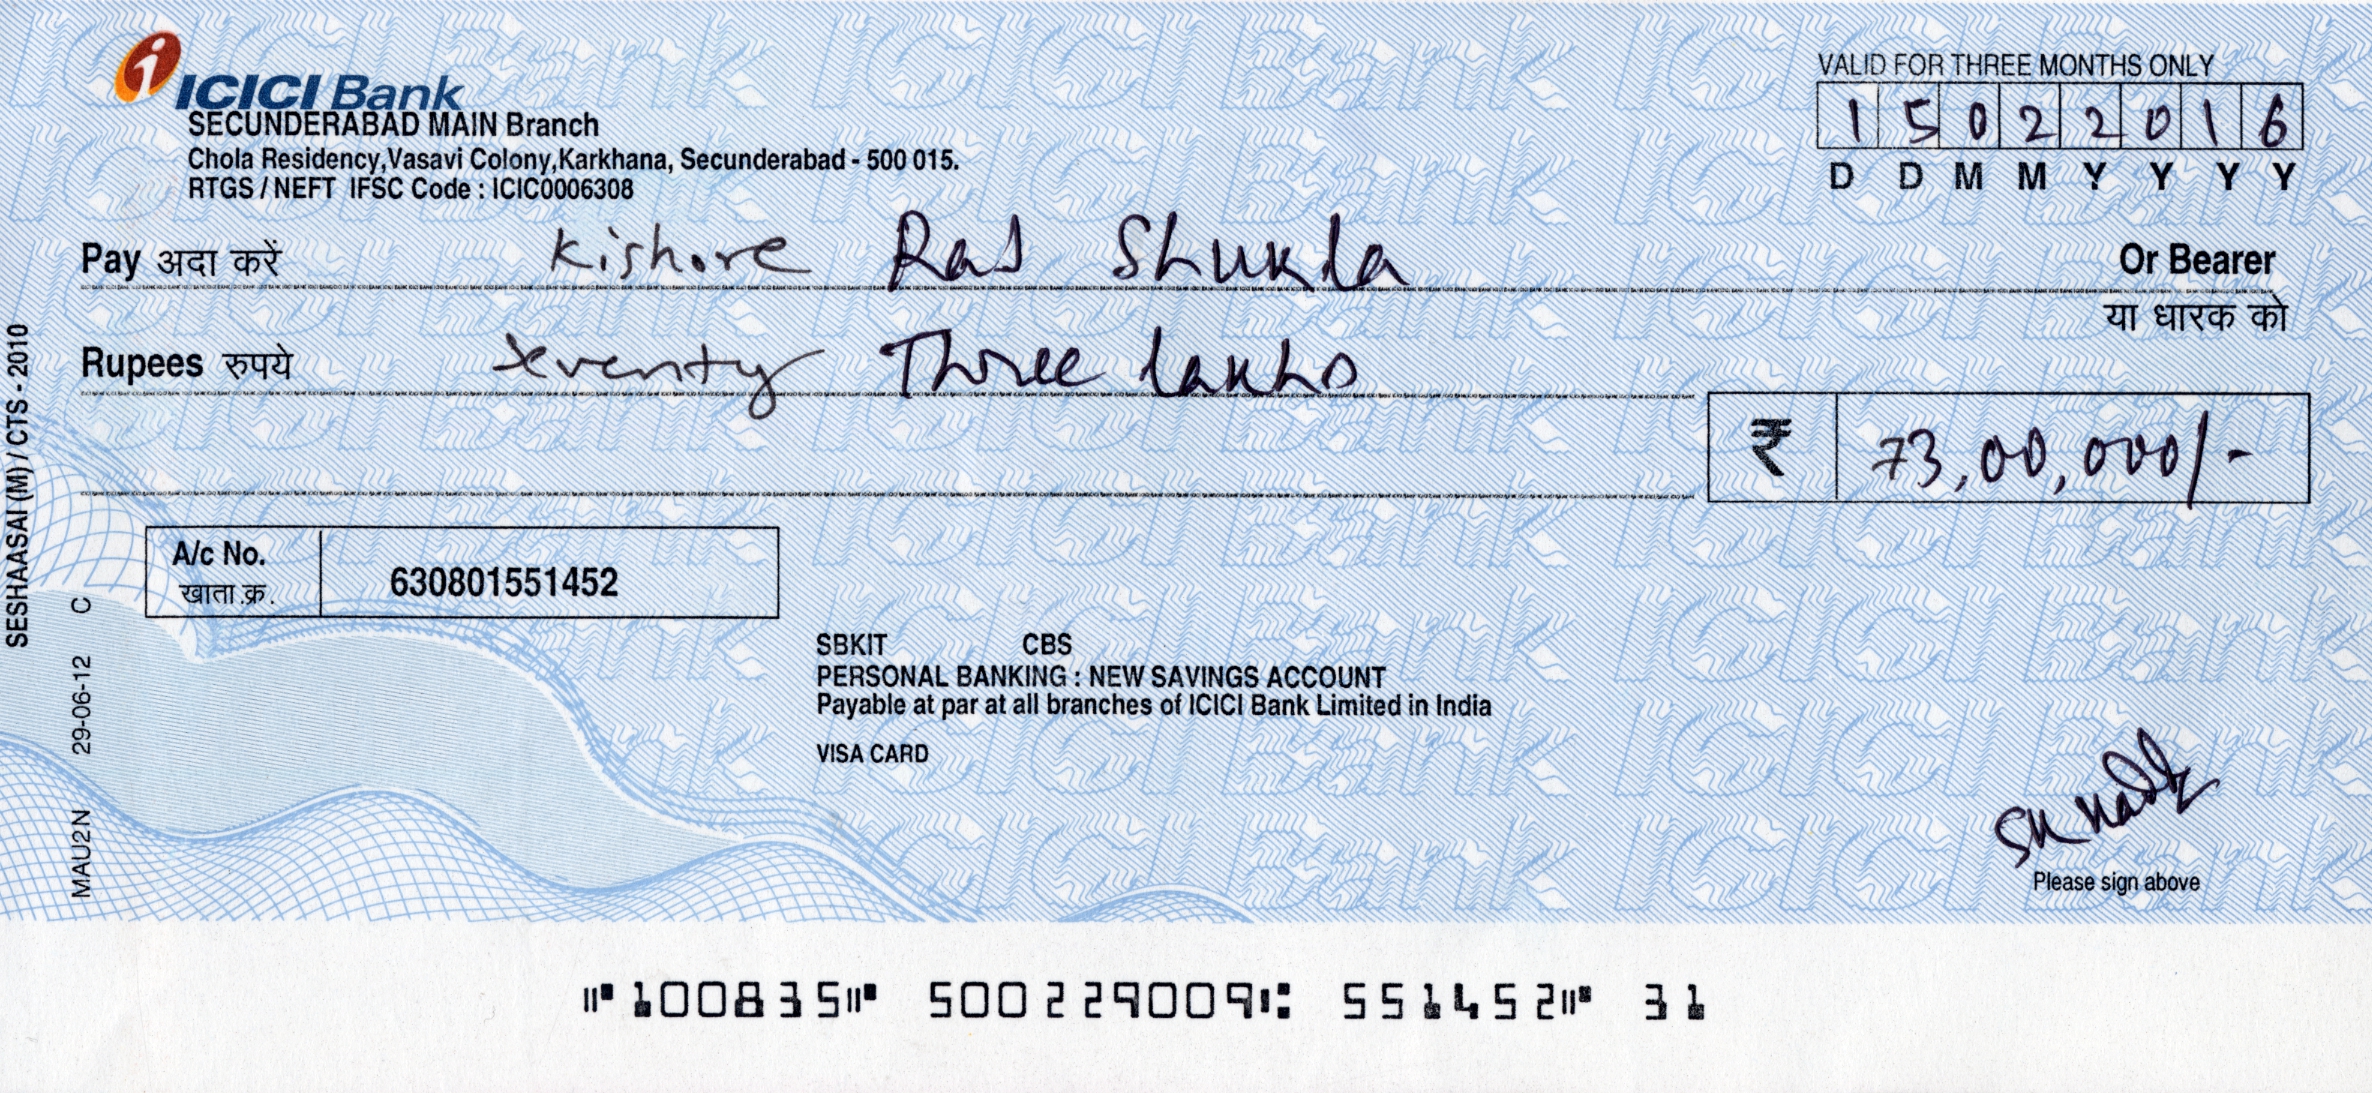 ICICI Bank
SECUNDERABAD MAIN Branch
Chola Residency,Vasavi Colony,Karkhana, Secunderabad - 500 015.
RTGS / NEFT IFSC Code : ICIC0006308
VALID FOR THREE MONTHS ONLY
1 5 0 2 2 0 1 6
D D M M Y Y Y Y
Pay अदा करें Kishore Raj Shukla Or Bearer
या धारक को
Rupees रुपये Seventy Three lakhs
₹ 73,00,000/-
A/c No. 630801551452
खाता.क्र.
SBKIT CBS
PERSONAL BANKING : NEW SAVINGS ACCOUNT
Payable at par at all branches of ICICI Bank Limited in India
VISA CARD
Please sign above
SESHAASAI (M) / CTS - 2010
MAU2N 29-06-12 C
⑈100835⑈ 500229009⑆ 551452⑈ 31